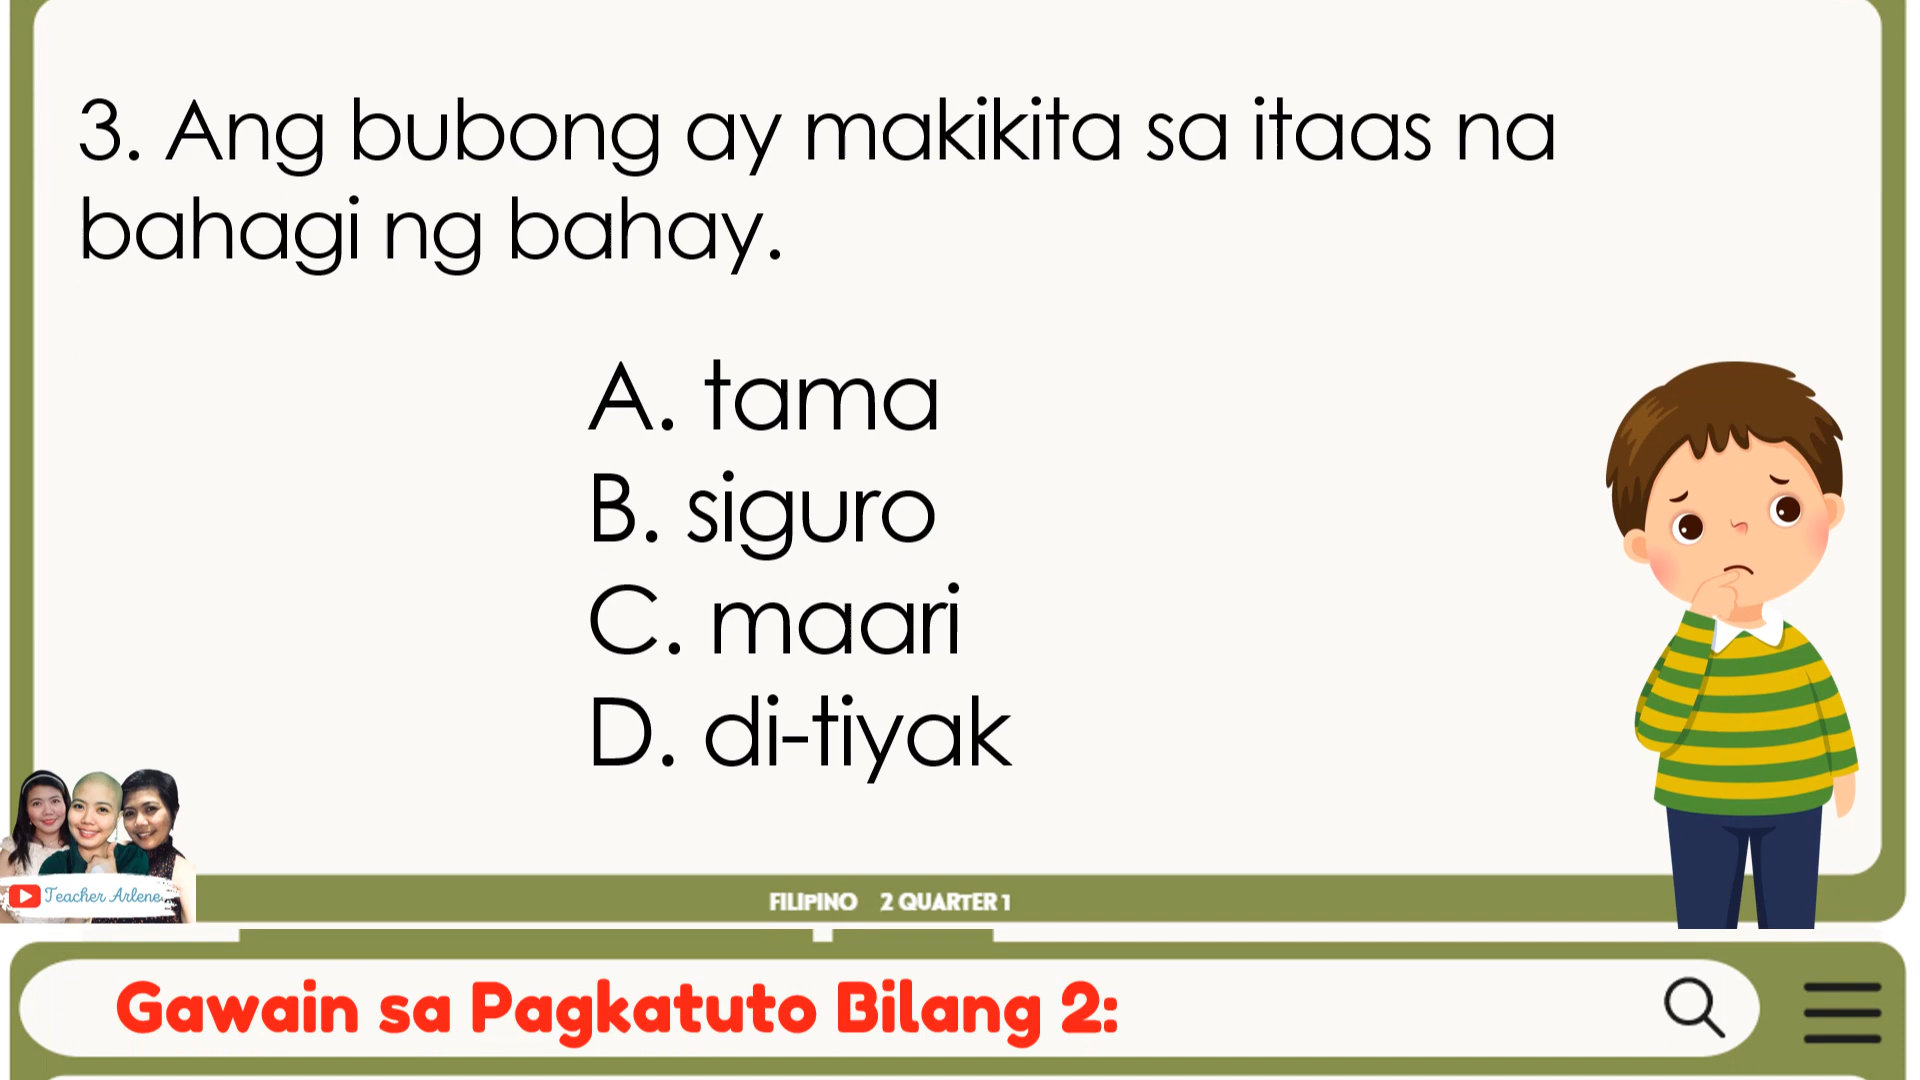 3. Ang bubong ay makikita sa itaas na
bahagi ng bahay.
A. tama
B. siguro
C. maari
D. di-tiyak
Teacher Arlene
FILIPINO 2 QUARTER 1
Gawain sa Pagkatuto Bilang 2: